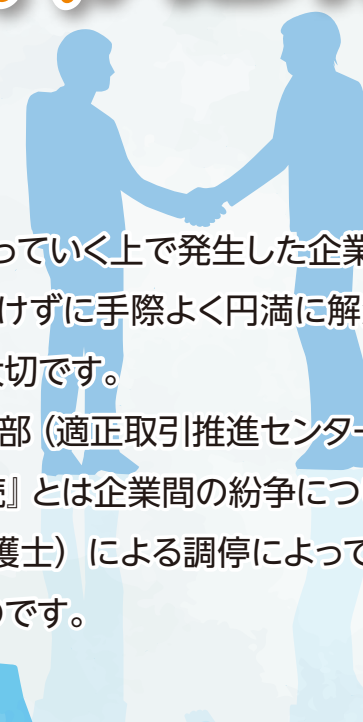 っていく上で発生した企業
けずに手際よく円満に解
切です。
部（適正取引推進センター
』とは企業間の紛争につ
護士）による調停によって
のです。